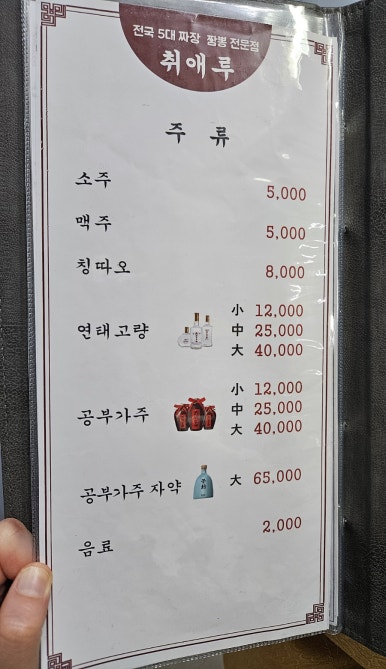 전국 5대 짜장 짬뽕 전문점
취애루
주 류
소주 5,000
맥주 5,000
칭따오 8,000
小 12,000
연태고량 中 25,000
大 40,000
小 12,000
공부가주 中 25,000
大 40,000
공부가주 자약 大 65,000
음료 2,000